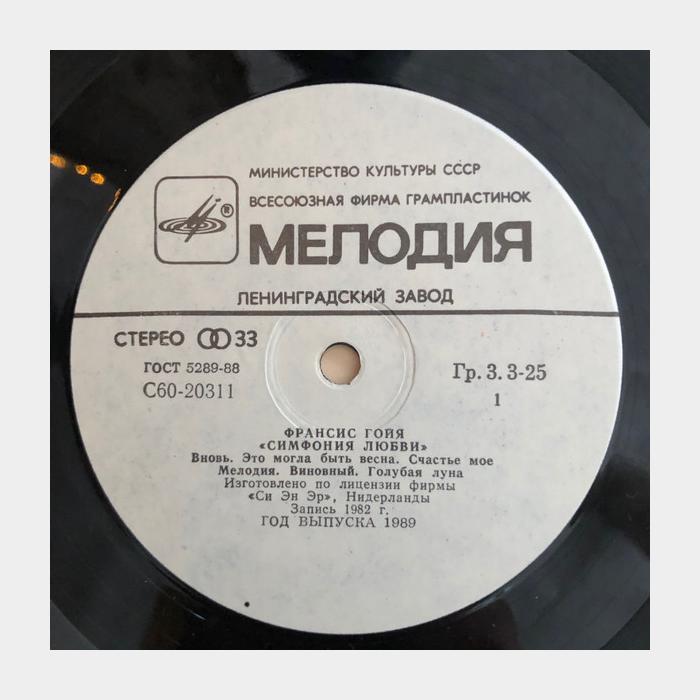 МИНИСТЕРСТВО КУЛЬТУРЫ СССР
ВСЕСОЮЗНАЯ ФИРМА ГРАМПЛАСТИНОК
®
МЕЛОДИЯ
ЛЕНИНГРАДСКИЙ ЗАВОД
СТЕРЕО 33
ГОСТ 5289-88
С60-20311
Гр. 3. 3-25
1
ФРАНСИС ГОЙЯ
«СИМФОНИЯ ЛЮБВИ»
Вновь. Это могла быть весна. Счастье мое
Мелодия. Виновный. Голубая луна
Изготовлено по лицензии фирмы
«Си Эн Эр», Нидерланды
Запись 1982 г.
ГОД ВЫПУСКА 1989